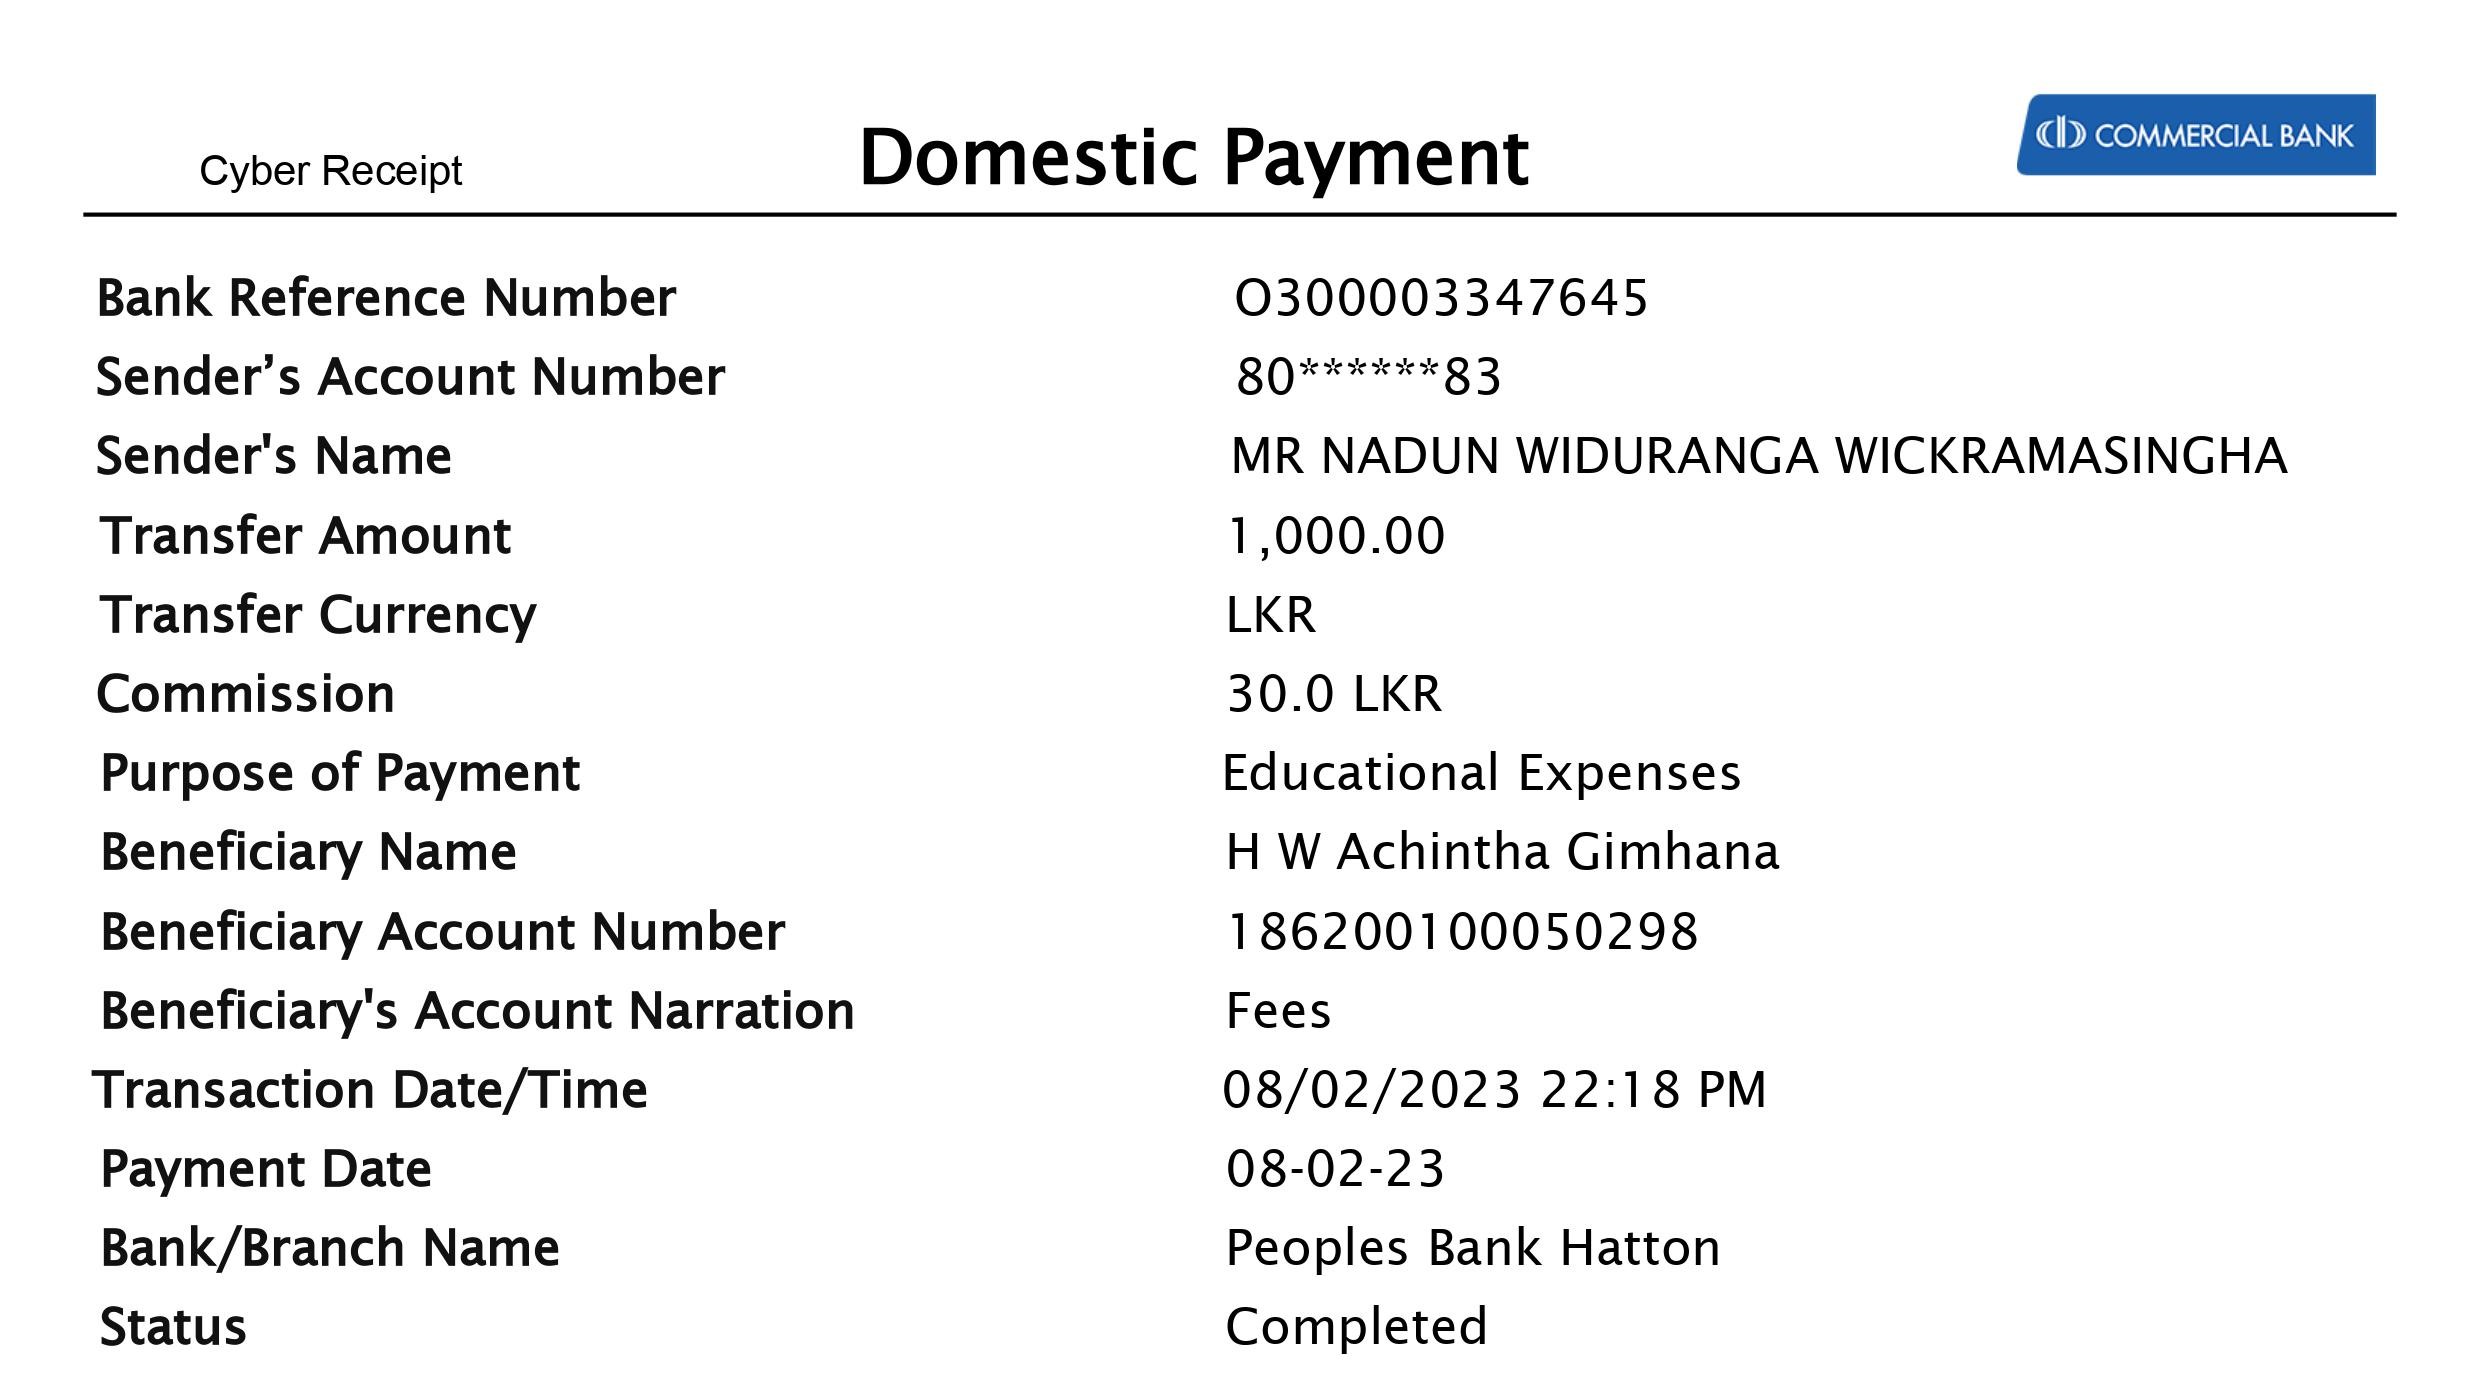 Cyber Receipt
Domestic Payment
COMMERCIAL BANK
Bank Reference Number O300003347645
Sender’s Account Number 80******83
Sender's Name MR NADUN WIDURANGA WICKRAMASINGHA
Transfer Amount 1,000.00
Transfer Currency LKR
Commission 30.0 LKR
Purpose of Payment Educational Expenses
Beneficiary Name H W Achintha Gimhana
Beneficiary Account Number 186200100050298
Beneficiary's Account Narration Fees
Transaction Date/Time 08/02/2023 22:18 PM
Payment Date 08-02-23
Bank/Branch Name Peoples Bank Hatton
Status Completed